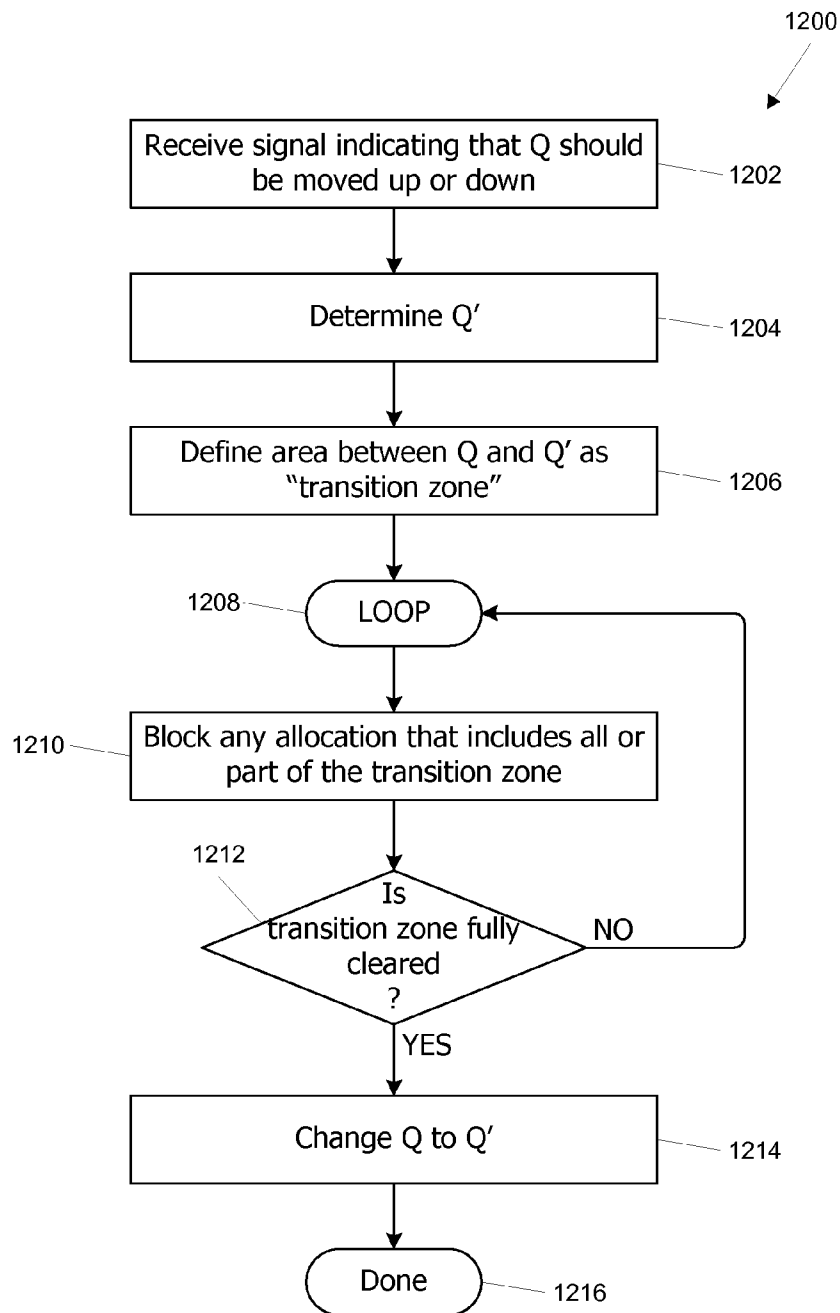 1200
Receive signal indicating that Q should
be moved up or down
1202
Determine Q′
1204
Define area between Q and Q′ as
“transition zone”
1206
1208
LOOP
1210
Block any allocation that includes all or
part of the transition zone
1212
Is
transition zone fully
cleared
?
NO
YES
Change Q to Q′
1214
Done
1216